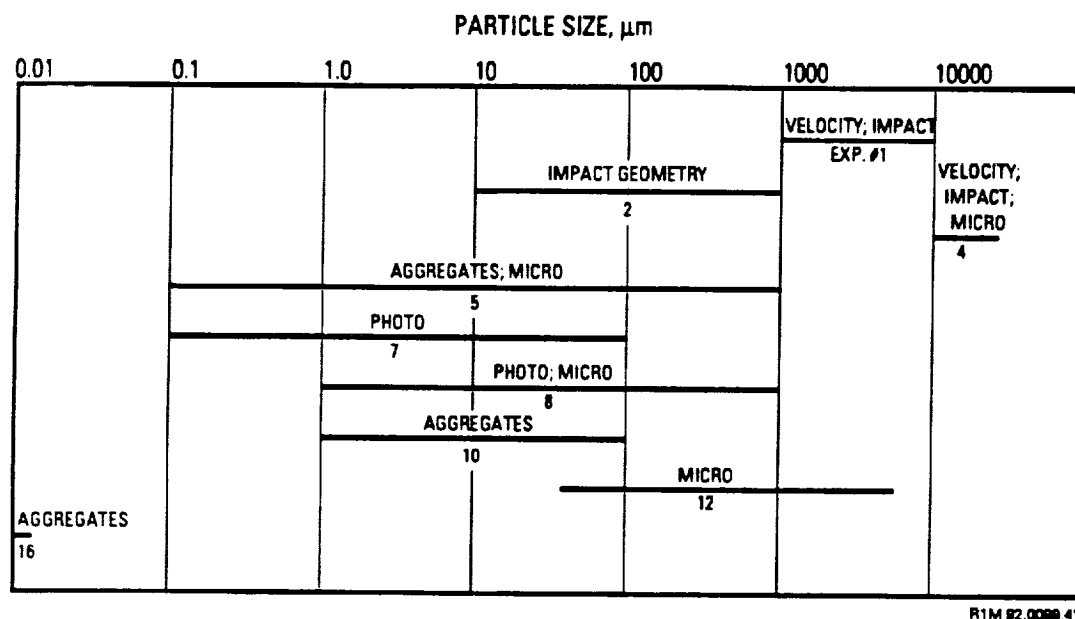 PARTICLE SIZE, μm
0.01 0.1 1.0 10 100 1000 10000
VELOCITY; IMPACT
EXP. #1
IMPACT GEOMETRY
2
VELOCITY;
IMPACT;
MICRO
4
AGGREGATES; MICRO
5
PHOTO
7
PHOTO; MICRO
8
AGGREGATES
10
MICRO
12
AGGREGATES
16